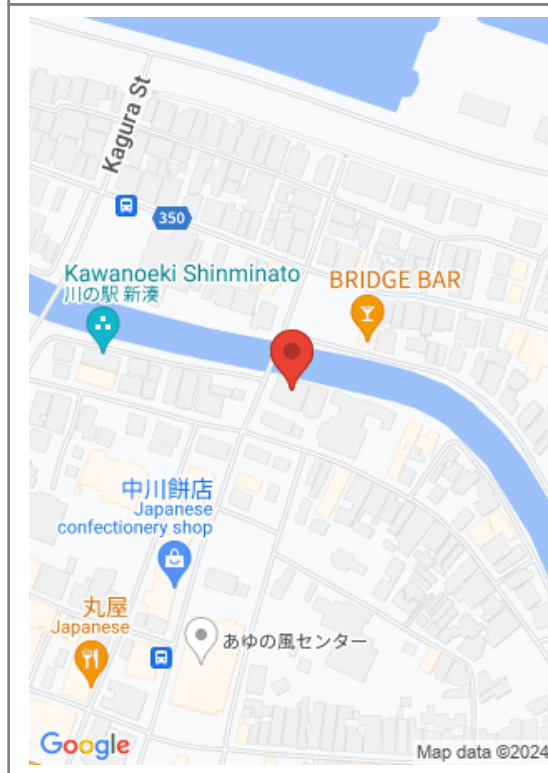 Kagura St
350
Kawanoeki Shinminato
川の駅 新湊
BRIDGE BAR
中川餅店
Japanese
confectionery shop
丸屋
Japanese
あゆの風センター
Google
Map data ©2024